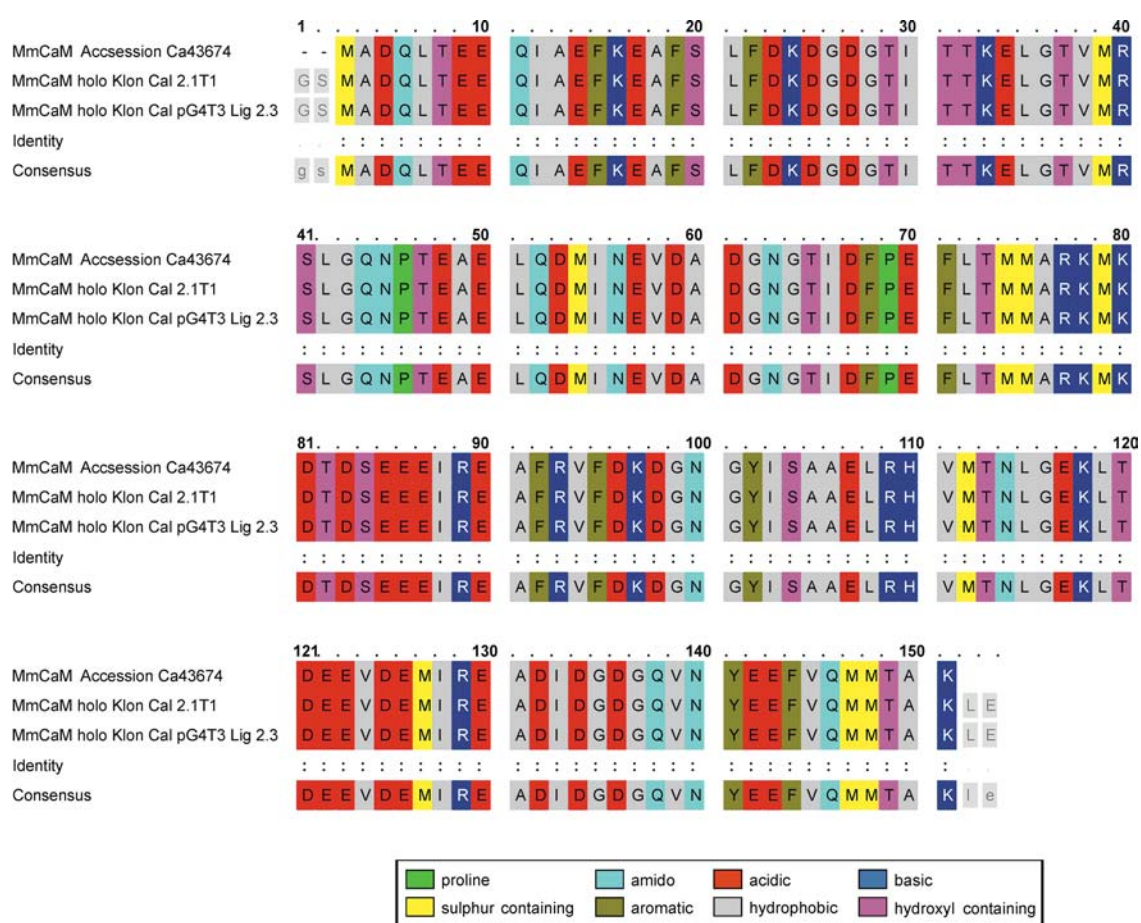 1 . . . . . . . . 10 . . . . . . . . . 20 . . . . . . . . . 30 . . . . . . . . . 40
MmCaM Accsession Ca43674 - - M A D Q L T E E Q I A E F K E A F S L F D K D G D G T I T T K E L G T V M R
MmCaM holo Klon Cal 2.1T1 G S M A D Q L T E E Q I A E F K E A F S L F D K D G D G T I T T K E L G T V M R
MmCaM holo Klon Cal pG4T3 Lig 2.3 G S M A D Q L T E E Q I A E F K E A F S L F D K D G D G T I T T K E L G T V M R
Identity . . : : : : : : : : : : : : : : : : : : : : : : : : : : : : : : : : : : : : : :
Consensus g s M A D Q L T E E Q I A E F K E A F S L F D K D G D G T I T T K E L G T V M R
41. . . . . . . . 50 . . . . . . . . . 60 . . . . . . . . . 70 . . . . . . . . . 80
MmCaM Accsession Ca43674 S L G Q N P T E A E L Q D M I N E V D A D G N G T I D F P E F L T M M A R K M K
MmCaM holo Klon Cal 2.1T1 S L G Q N P T E A E L Q D M I N E V D A D G N G T I D F P E F L T M M A R K M K
MmCaM holo Klon Cal pG4T3 Lig 2.3 S L G Q N P T E A E L Q D M I N E V D A D G N G T I D F P E F L T M M A R K M K
Identity : : : : : : : : : : : : : : : : : : : : : : : : : : : : : : : : : : : : : : : :
Consensus S L G Q N P T E A E L Q D M I N E V D A D G N G T I D F P E F L T M M A R K M K
81. . . . . . . . 90 . . . . . . . . . 100 . . . . . . . . . 110 . . . . . . . . . 120
MmCaM Accsession Ca43674 D T D S E E E I R E A F R V F D K D G N G Y I S A A E L R H V M T N L G E K L T
MmCaM holo Klon Cal 2.1T1 D T D S E E E I R E A F R V F D K D G N G Y I S A A E L R H V M T N L G E K L T
MmCaM holo Klon Cal pG4T3 Lig 2.3 D T D S E E E I R E A F R V F D K D G N G Y I S A A E L R H V M T N L G E K L T
Identity : : : : : : : : : : : : : : : : : : : : : : : : : : : : : : : : : : : : : : : :
Consensus D T D S E E E I R E A F R V F D K D G N G Y I S A A E L R H V M T N L G E K L T
121. . . . . . . . 130 . . . . . . . . . 140 . . . . . . . . . 150 . . . .
MmCaM Accession Ca43674 D E E V D E M I R E A D I D G D G Q V N Y E E F V Q M M T A K
MmCaM holo Klon Cal 2.1T1 D E E V D E M I R E A D I D G D G Q V N Y E E F V Q M M T A K L E
MmCaM holo Klon Cal pG4T3 Lig 2.3 D E E V D E M I R E A D I D G D G Q V N Y E E F V Q M M T A K L E
Identity : : : : : : : : : : : : : : : : : : : : : : : : : : : : : : : . .
Consensus D E E V D E M I R E A D I D G D G Q V N Y E E F V Q M M T A K l e
proline amido acidic basic
sulphur containing aromatic hydrophobic hydroxyl containing